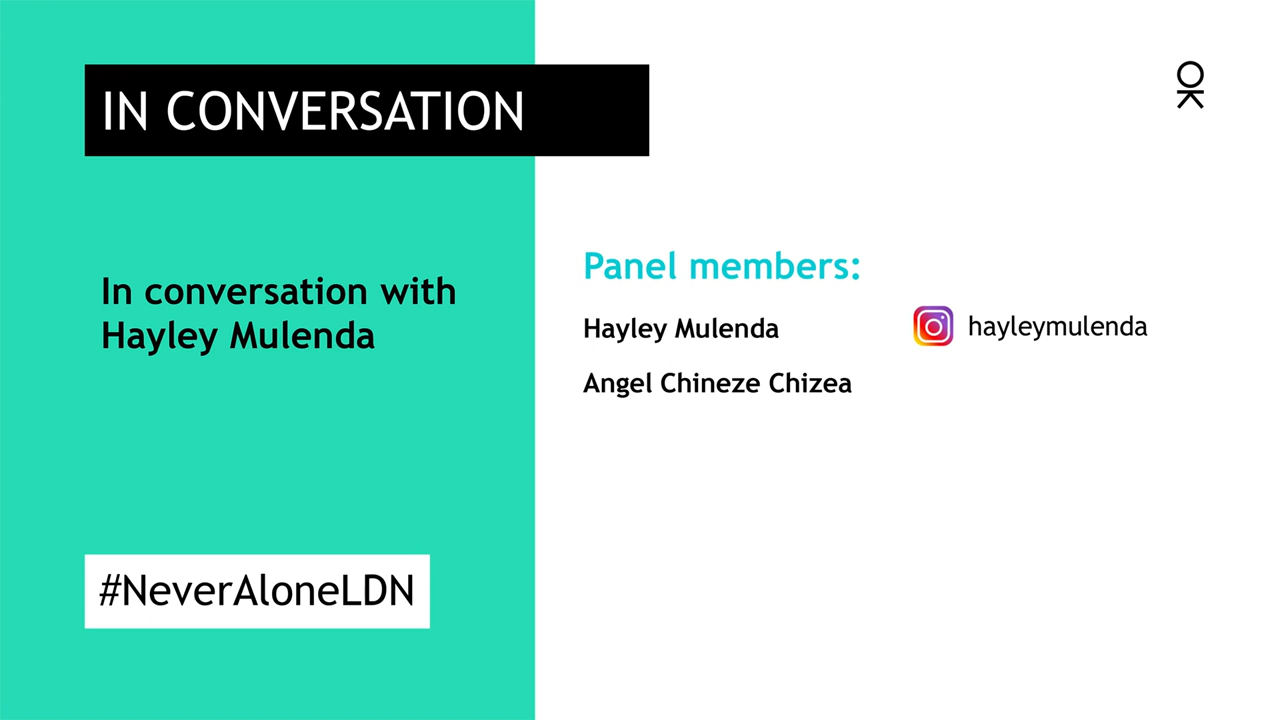 IN CONVERSATION
In conversation with
Hayley Mulenda
Panel members:
Hayley Mulenda
hayleymulenda
Angel Chineze Chizea
#NeverAloneLDN